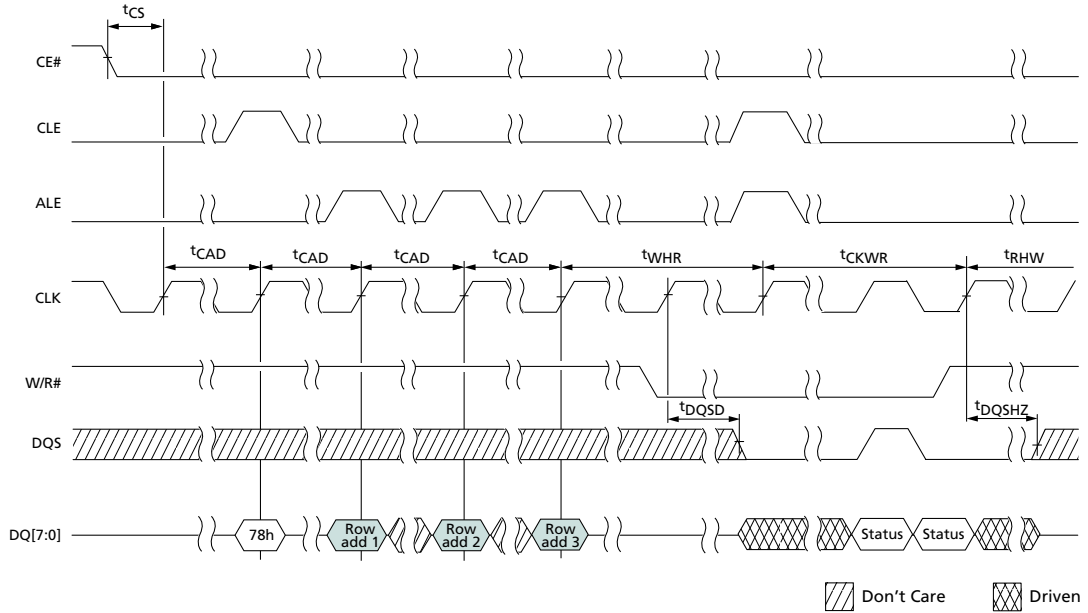 tCS
CE#
CLE
ALE
tCAD tCAD tCAD tCAD tWHR tCKWR tRHW
CLK
W/R#
tDQSD tDQSHZ
DQS
DQ[7:0] 78h Row add 1 Row add 2 Row add 3 Status Status
Don't Care Driven